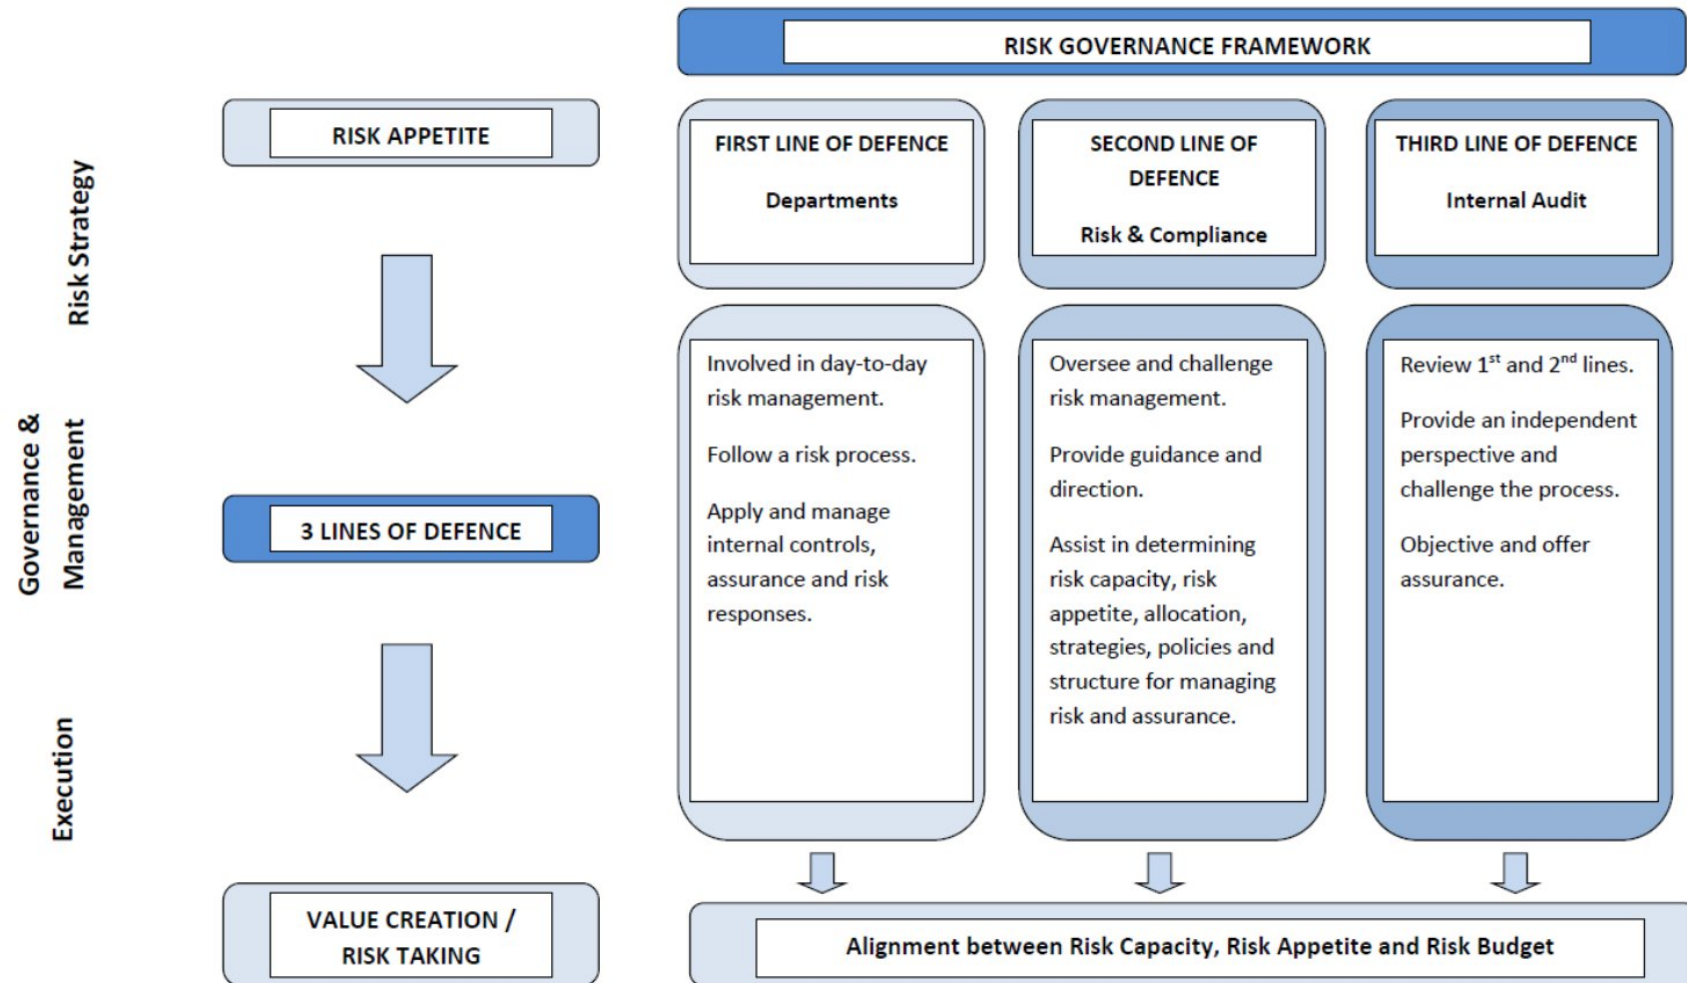 RISK GOVERNANCE FRAMEWORK
Risk Strategy
Governance &
Management
Execution
RISK APPETITE
3 LINES OF DEFENCE
VALUE CREATION /
RISK TAKING
FIRST LINE OF DEFENCE
Departments
Involved in day-to-day
risk management.
Follow a risk process.
Apply and manage
internal controls,
assurance and risk
responses.
SECOND LINE OF
DEFENCE
Risk & Compliance
Oversee and challenge
risk management.
Provide guidance and
direction.
Assist in determining
risk capacity, risk
appetite, allocation,
strategies, policies and
structure for managing
risk and assurance.
THIRD LINE OF DEFENCE
Internal Audit
Review 1st and 2nd lines.
Provide an independent
perspective and
challenge the process.
Objective and offer
assurance.
Alignment between Risk Capacity, Risk Appetite and Risk Budget